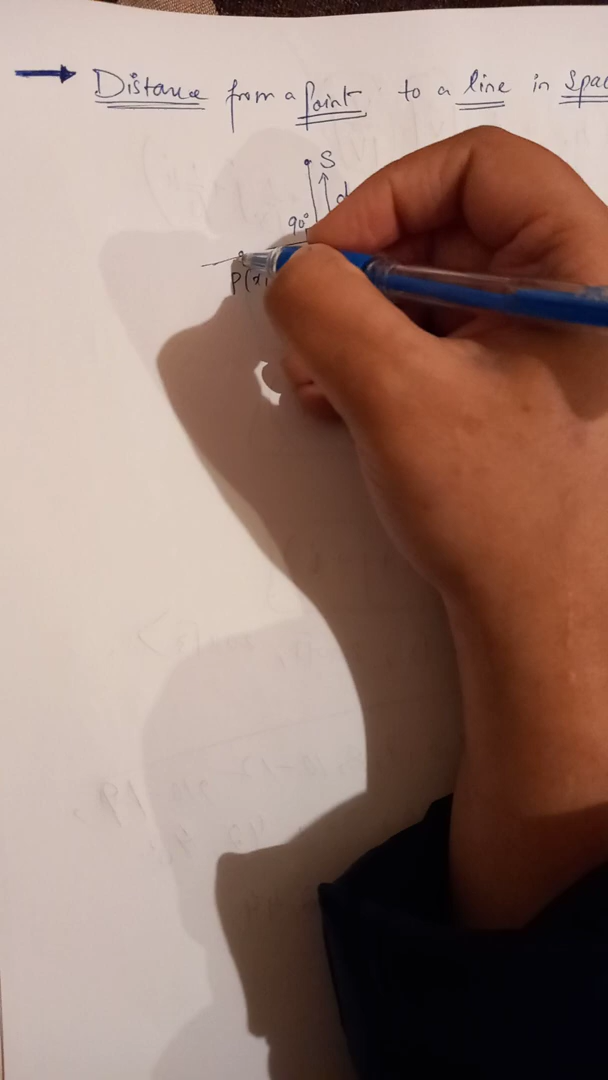 Distance from a Point to a line in Spac
S
d
90°
P(x,